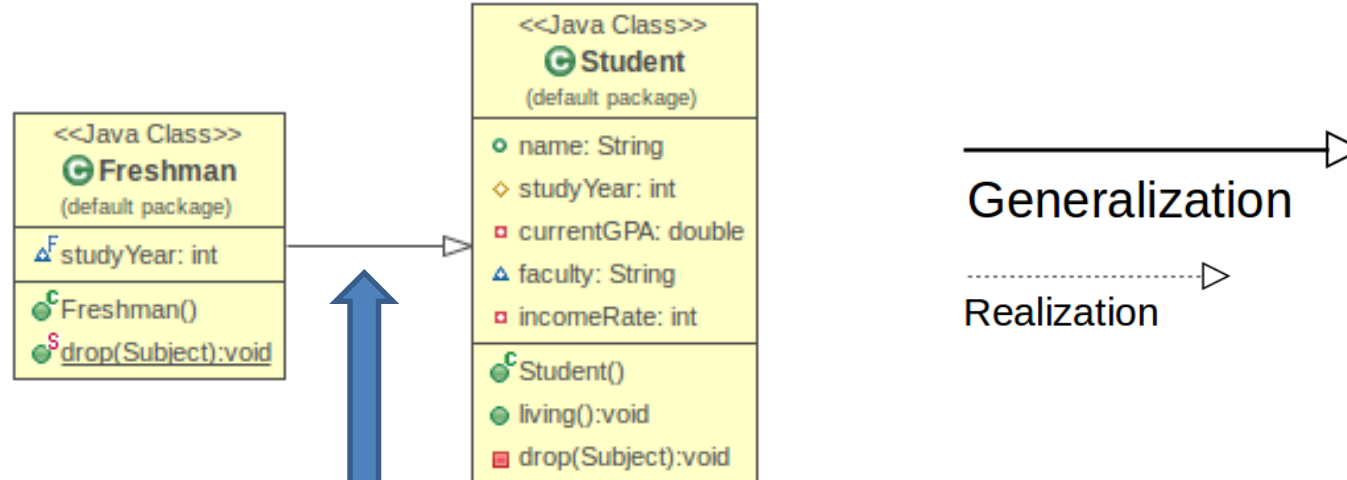 <<Java Class>>
C Freshman
(default package)
F studyYear: int
C Freshman()
S drop(Subject):void
<<Java Class>>
C Student
(default package)
name: String
studyYear: int
currentGPA: double
faculty: String
incomeRate: int
C Student()
living():void
drop(Subject):void
Generalization
Realization